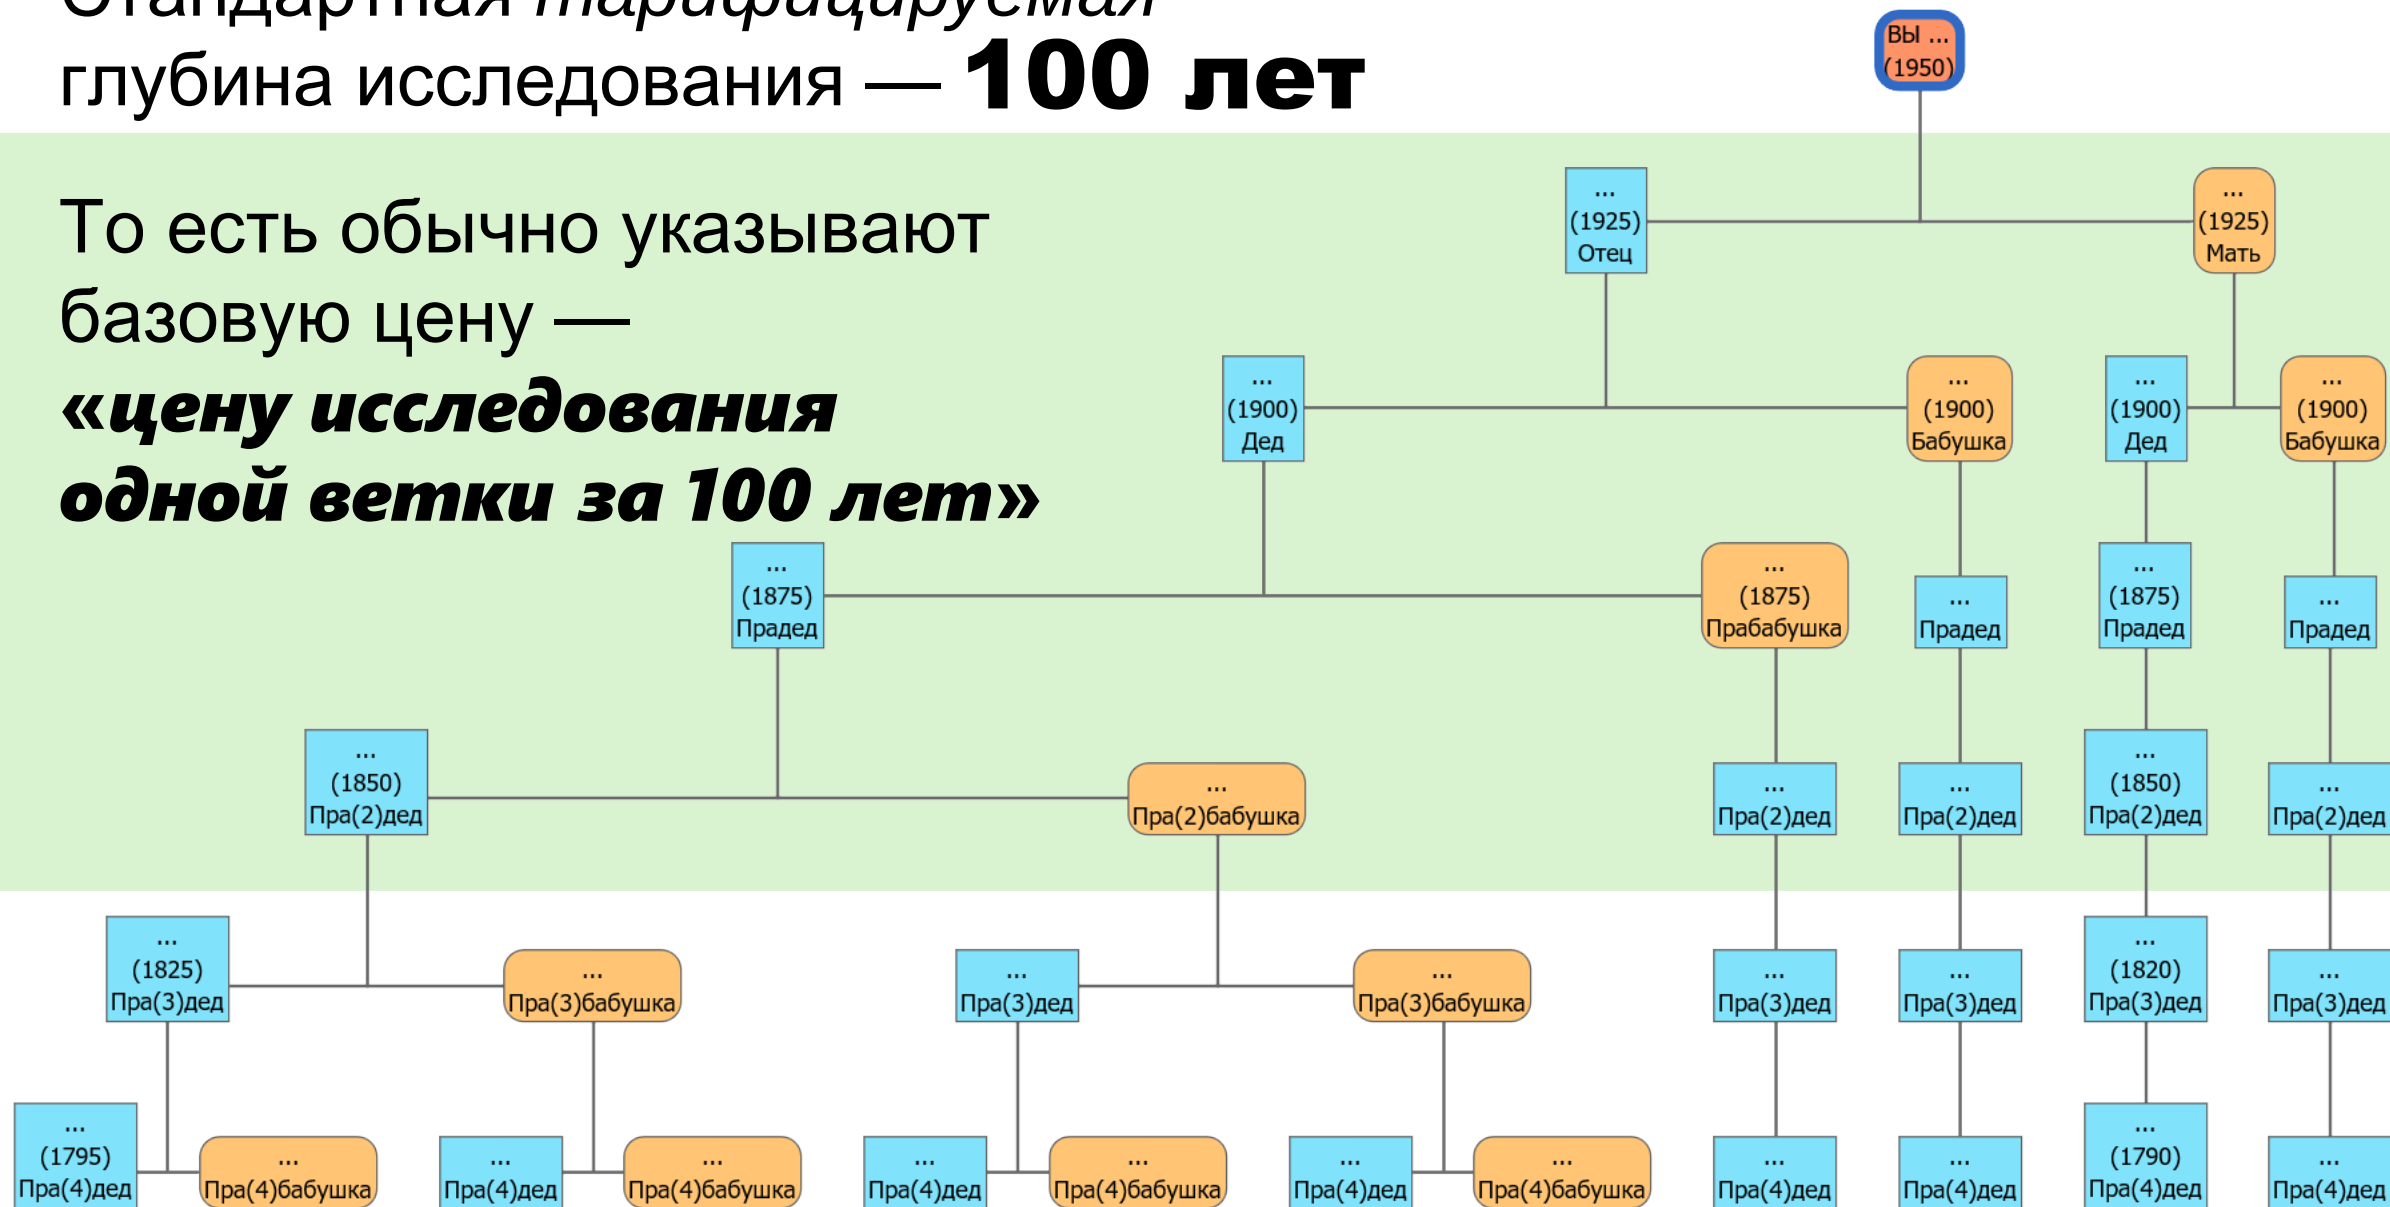 Стандартная тарифицируемая
глубина исследования — 100 лет
То есть обычно указывают
базовую цену —
«цену исследования
одной ветки за 100 лет»
ВЫ ...
(1950)
...
(1925)
Отец
...
(1925)
Мать
...
(1900)
Дед
...
(1900)
Бабушка
...
(1900)
Дед
...
(1900)
Бабушка
...
(1875)
Прадед
...
(1875)
Прабабушка
...
Прадед
...
(1875)
Прадед
...
Прадед
...
(1850)
Пра(2)дед
...
Пра(2)бабушка
...
Пра(2)дед
...
Пра(2)дед
...
(1850)
Пра(2)дед
...
Пра(2)дед
...
(1825)
Пра(3)дед
...
Пра(3)бабушка
...
Пра(3)дед
...
Пра(3)бабушка
...
Пра(3)дед
...
Пра(3)дед
...
(1820)
Пра(3)дед
...
Пра(3)дед
...
(1795)
Пра(4)дед
...
Пра(4)бабушка
...
Пра(4)дед
...
Пра(4)бабушка
...
Пра(4)дед
...
Пра(4)бабушка
...
Пра(4)дед
...
Пра(4)бабушка
...
Пра(4)дед
...
Пра(4)дед
...
(1790)
Пра(4)дед
...
Пра(4)дед